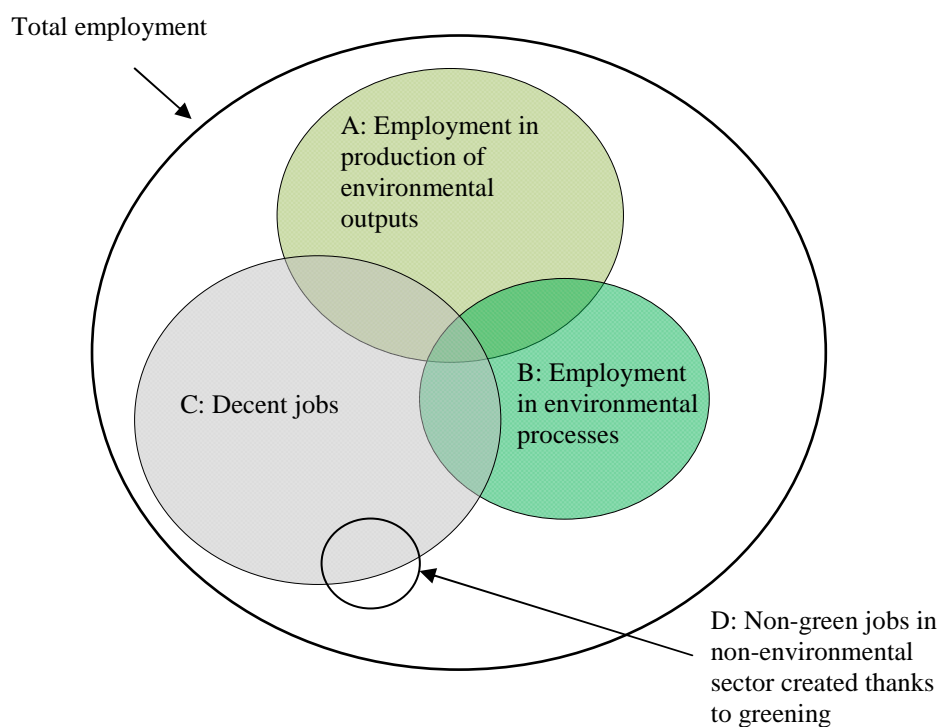 Total employment
A: Employment in
production of
environmental
outputs
B: Employment
in environmental
processes
C: Decent jobs
D: Non-green jobs in
non-environmental
sector created thanks
to greening